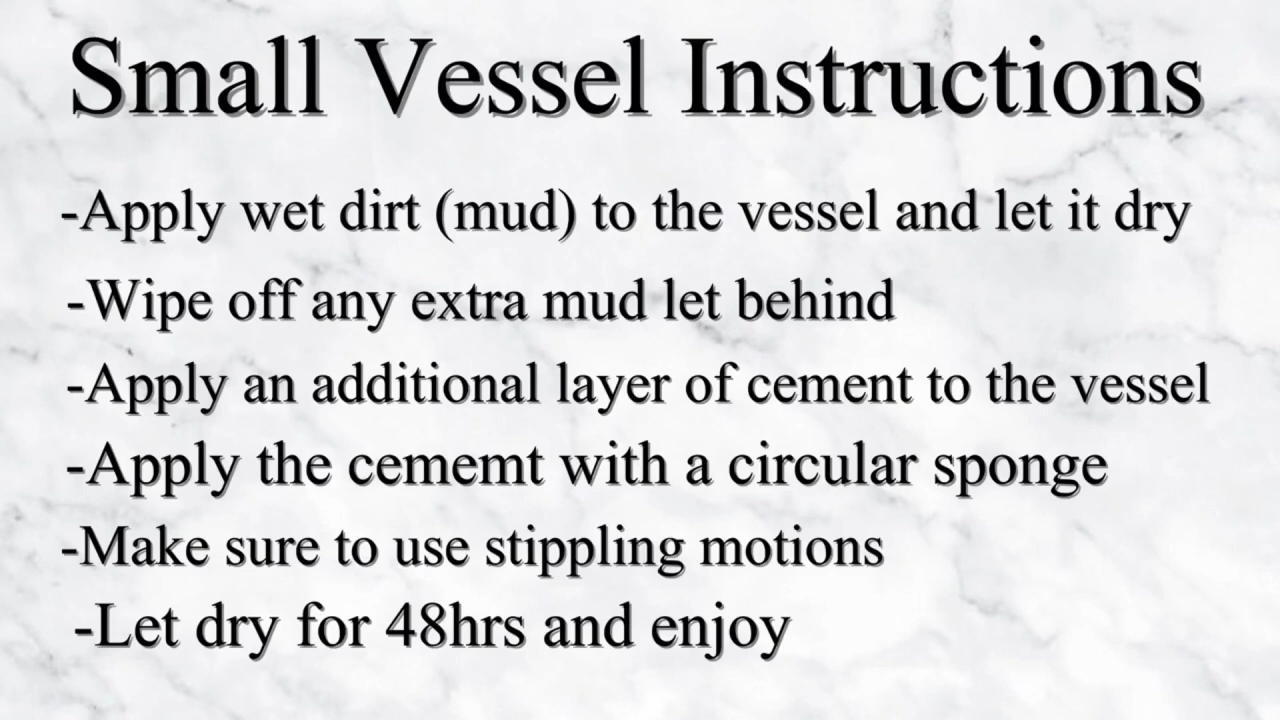 Small Vessel Instructions
-Apply wet dirt (mud) to the vessel and let it dry
-Wipe off any extra mud let behind
-Apply an additional layer of cement to the vessel
-Apply the cememt with a circular sponge
-Make sure to use stippling motions
-Let dry for 48hrs and enjoy